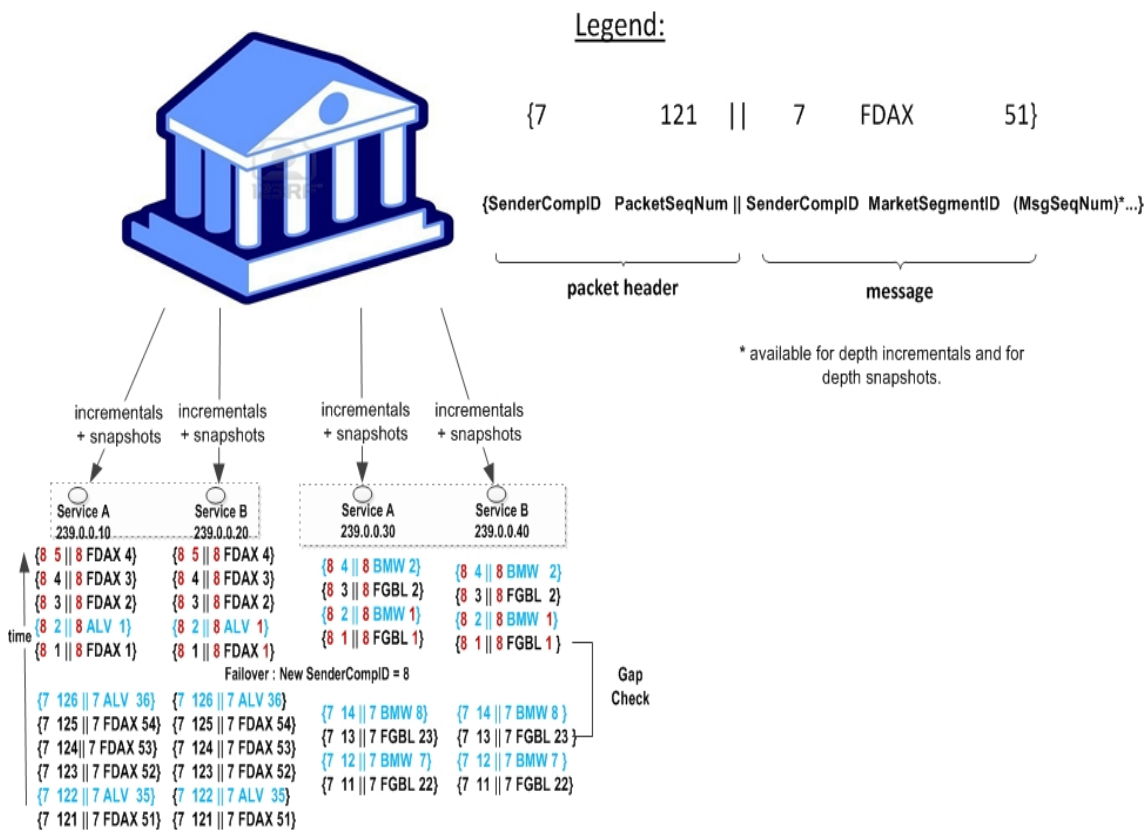 Legend:
{7 121 || 7 FDAX 51}
{SenderCompID PacketSeqNum || SenderCompID MarketSegmentID (MsgSeqNum)*...}
packet header
message
* available for depth incrementals and for
depth snapshots.
incrementals
+ snapshots
incrementals
+ snapshots
incrementals
+ snapshots
incrementals
+ snapshots
Service A
239.0.0.10
Service B
239.0.0.20
Service A
239.0.0.30
Service B
239.0.0.40
time
{8 5 || 8 FDAX 4}
{8 4 || 8 FDAX 3}
{8 3 || 8 FDAX 2}
{8 2 || 8 ALV 1}
{8 1 || 8 FDAX 1}
{8 5 || 8 FDAX 4}
{8 4 || 8 FDAX 3}
{8 3 || 8 FDAX 2}
{8 2 || 8 ALV 1}
{8 1 || 8 FDAX 1}
{8 4 || 8 BMW 2}
{8 3 || 8 FGBL 2}
{8 2 || 8 BMW 1}
{8 1 || 8 FGBL 1}
{8 4 || 8 BMW 2}
{8 3 || 8 FGBL 2}
{8 2 || 8 BMW 1}
{8 1 || 8 FGBL 1 }
Failover : New SenderCompID = 8
Gap
Check
{7 126 || 7 ALV 36}
{7 125 || 7 FDAX 54}
{7 124|| 7 FDAX 53}
{7 123 || 7 FDAX 52}
{7 122 || 7 ALV 35}
{7 121 || 7 FDAX 51}
{7 126 || 7 ALV 36}
{7 125 || 7 FDAX 54}
{7 124 || 7 FDAX 53}
{7 123 || 7 FDAX 52}
{7 122 || 7 ALV 35}
{7 121 || 7 FDAX 51}
{7 14 || 7 BMW 8}
{7 13 || 7 FGBL 23}
{7 12 || 7 BMW 7}
{7 11 || 7 FGBL 22}
{7 14 || 7 BMW 8 }
{7 13 || 7 FGBL 23 }
{7 12 || 7 BMW 7 }
{7 11 || 7 FGBL 22}